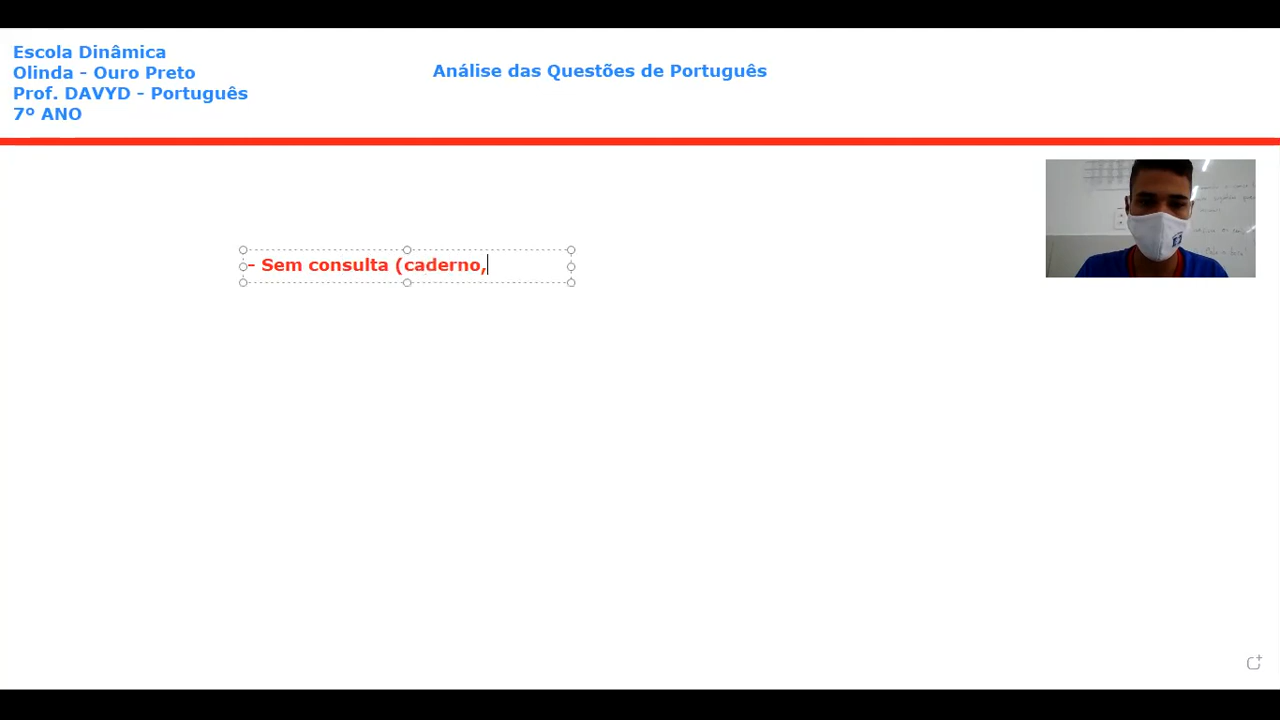 Escola Dinâmica
Olinda - Ouro Preto
Prof. DAVYD - Português
7º ANO
Análise das Questões de Português
- Sem consulta (caderno,